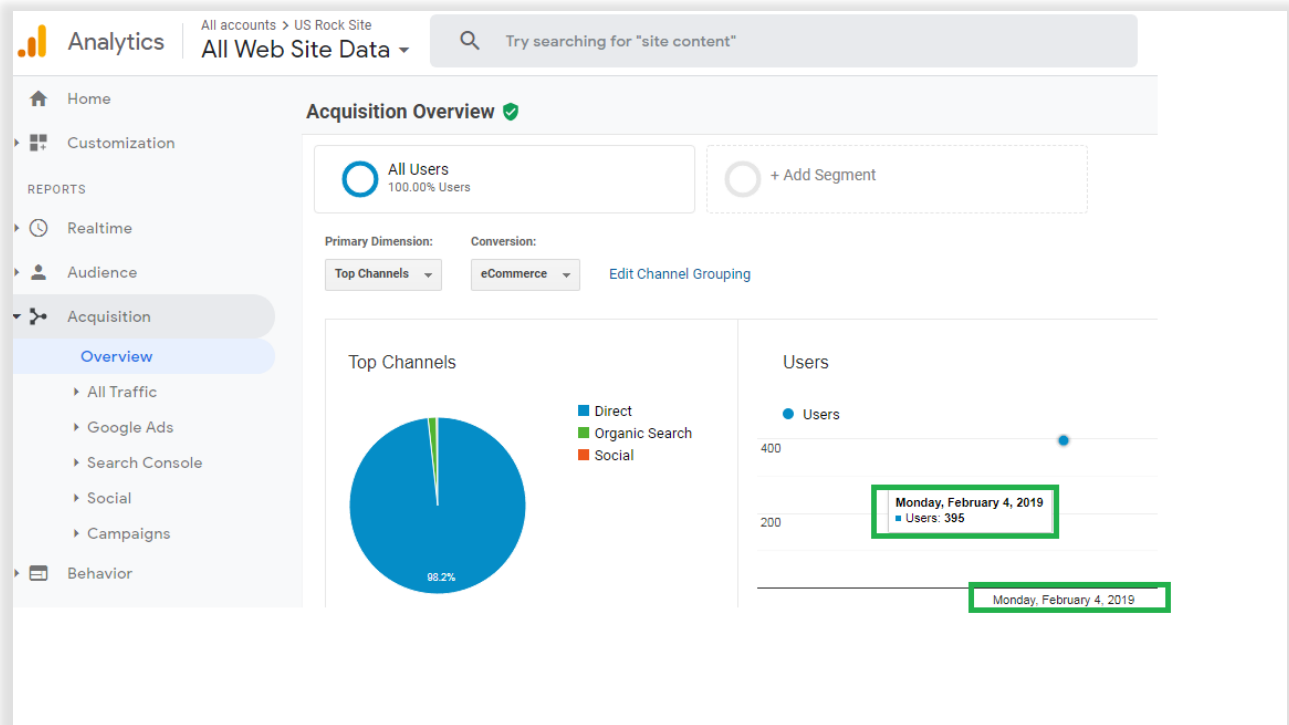 Analytics
All accounts > US Rock Site
All Web Site Data
Try searching for "site content"
Home
Customization
REPORTS
Realtime
Audience
Acquisition
Overview
All Traffic
Google Ads
Search Console
Social
Campaigns
Behavior
Acquisition Overview
All Users
100.00% Users
+ Add Segment
Primary Dimension:
Conversion:
Top Channels
eCommerce
Edit Channel Grouping
Top Channels
Direct
Organic Search
Social
98.2%
Users
Users
400
200
Monday, February 4, 2019
Users: 395
Monday, February 4, 2019